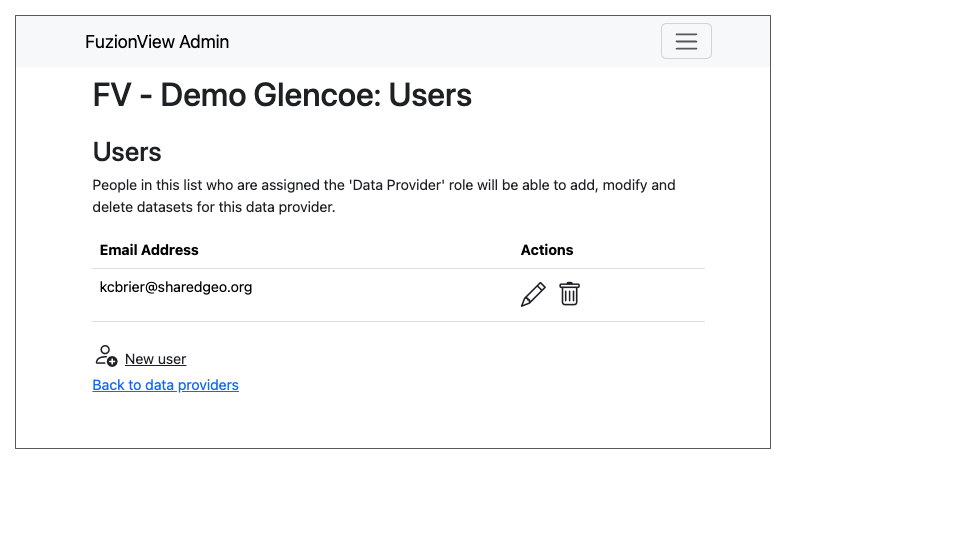 FuzionView Admin
FV - Demo Glencoe: Users
Users
People in this list who are assigned the 'Data Provider' role will be able to add, modify and
delete datasets for this data provider.
Email Address Actions
kcbrier@sharedgeo.org
New user
Back to data providers